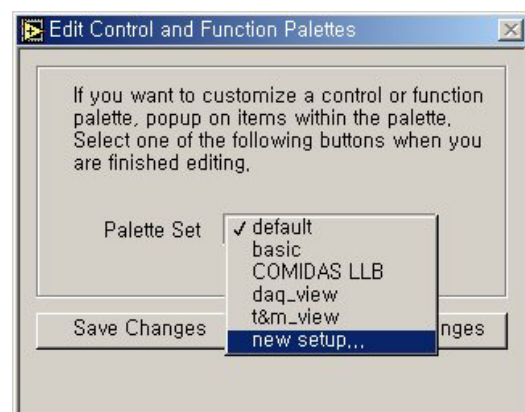 Edit Control and Function Palettes
If you want to customize a control or function
palette, popup on items within the palette,
Select one of the following buttons when you
are finished editing,
Palette Set
✓ default
basic
COMIDAS LLB
daq_view
t&m_view
new setup,,,
Save Changes
nges